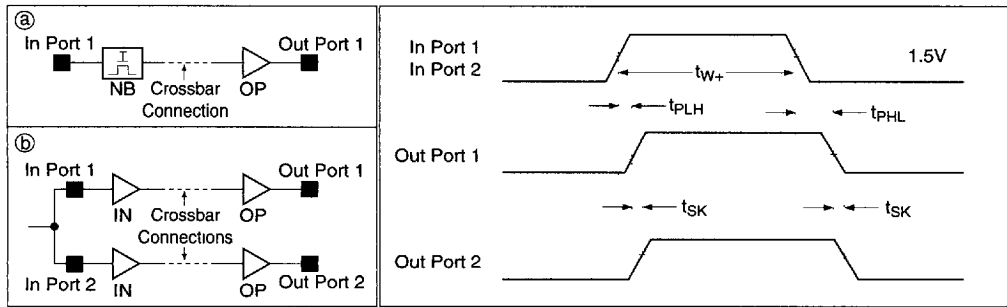 ⓐ
In Port 1
Out Port 1
NB
Crossbar
Connection
OP
ⓑ
In Port 1
Out Port 1
IN
Crossbar
Connections
OP
In Port 2
IN
OP
Out Port 2
In Port 1
In Port 2
1.5V
tW+
tPLH
tPHL
Out Port 1
tSK
tSK
Out Port 2